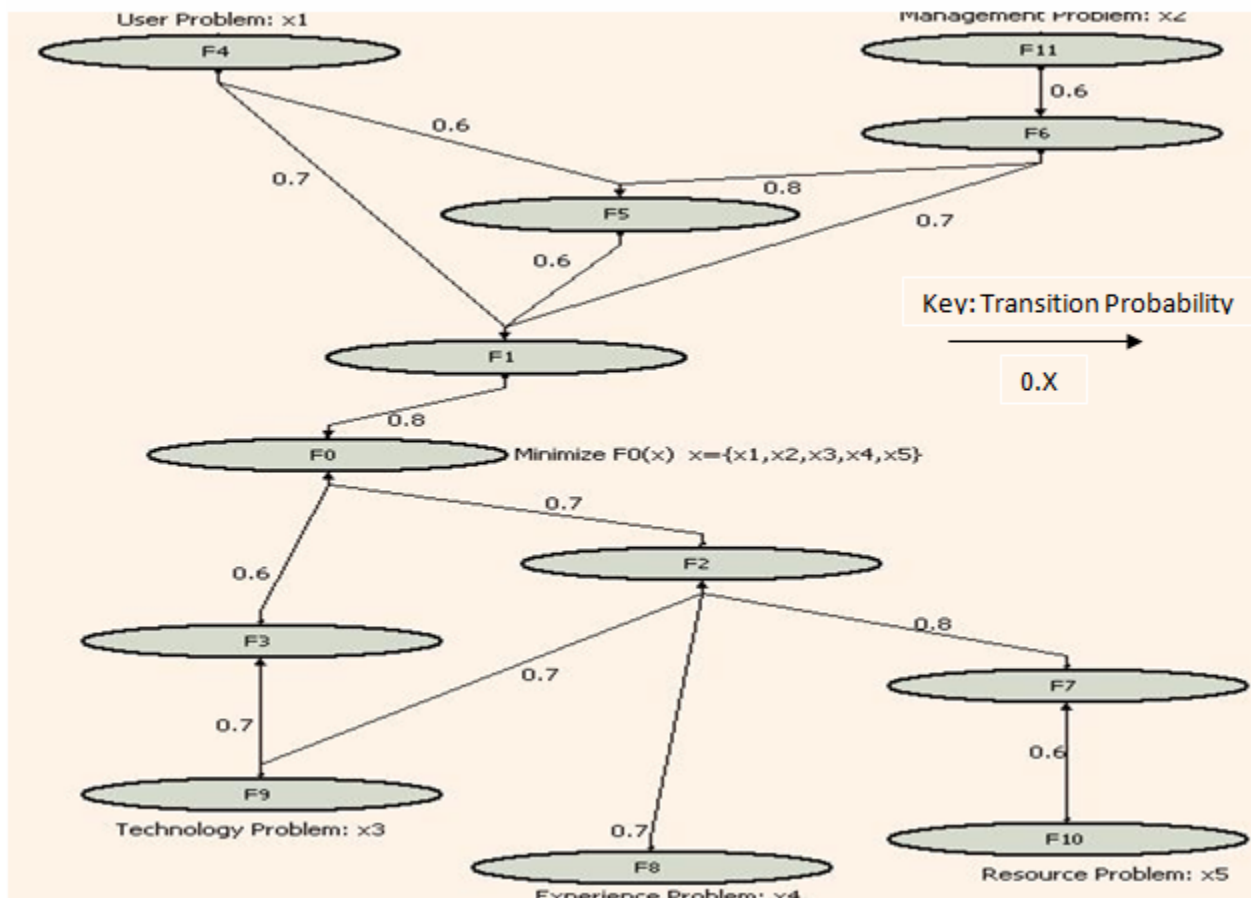 User Problem: x1
Management Problem: x2
F4
F11
0.6
F6
0.6
0.7
0.8
F5
0.7
0.6
Key: Transition Probability
F1
0.X
0.8
F0
Minimize F0(x) x={x1,x2,x3,x4,x5}
0.7
F2
0.6
0.8
F3
0.7
F7
0.7
0.6
F9
Technology Problem: x3
0.7
F10
F8
Resource Problem: x5
Experience Problem: x4